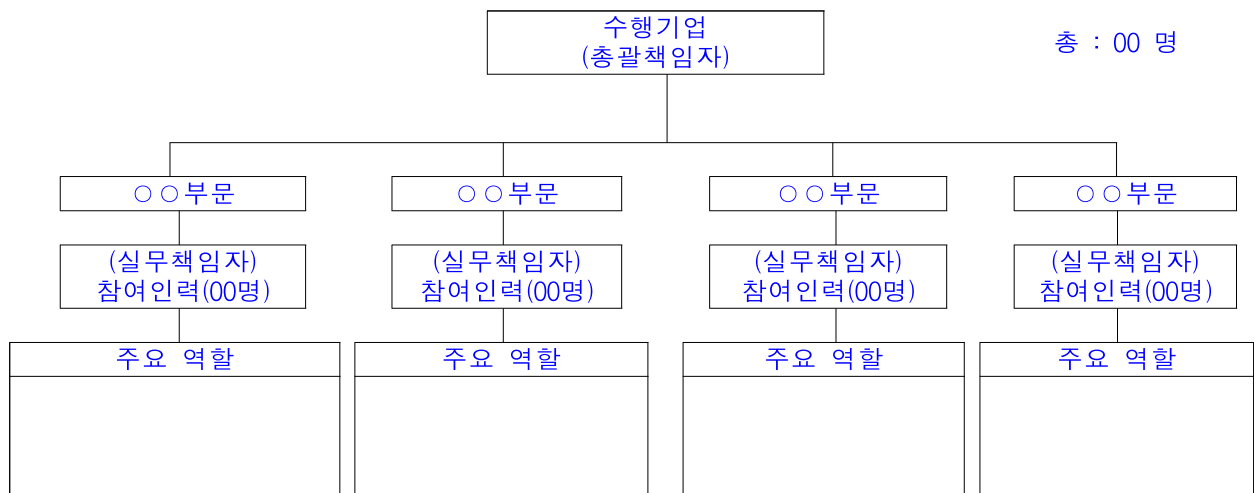 수행기업
(총괄책임자)
총 : 00 명
○○부문
○○부문
○○부문
○○부문
(실무책임자)
참여인력(00명)
(실무책임자)
참여인력(00명)
(실무책임자)
참여인력(00명)
(실무책임자)
참여인력(00명)
주요 역할
주요 역할
주요 역할
주요 역할